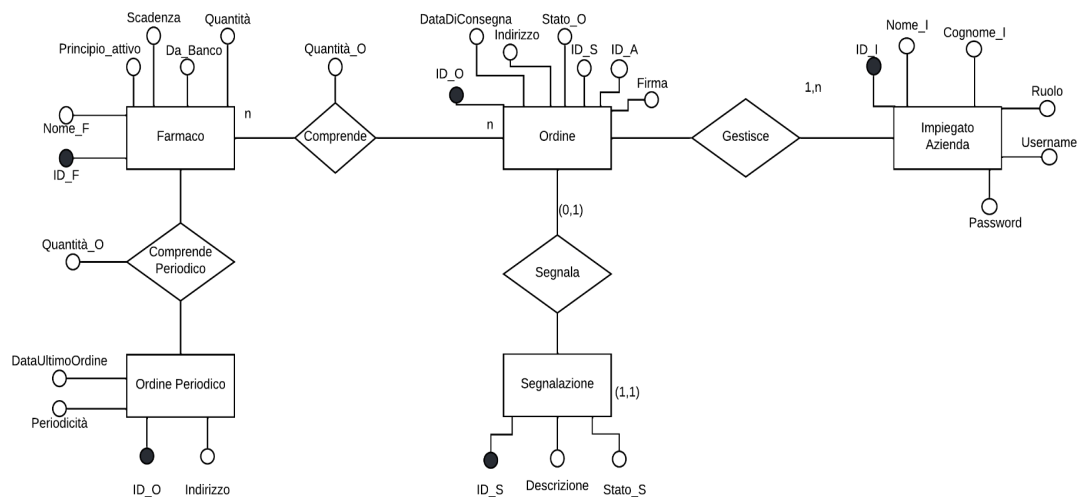 DataDiConsegna
Stato_O
Scadenza
Quantità
Indirizzo
Nome_I
Cognome_I
Principio_attivo
Da_Banco
Quantità_O
ID_S
ID_A
ID_I
ID_O
Firma
1,n
Ruolo
n
Nome_F
Farmaco
Comprende
n
Ordine
Gestisce
Impiegato
Azienda
Username
ID_F
(0,1)
Password
Quantità_O
Comprende
Periodico
Segnala
DataUltimoOrdine
Ordine Periodico
Segnalazione
(1,1)
Periodicità
ID_O
Indirizzo
ID_S
Descrizione
Stato_S